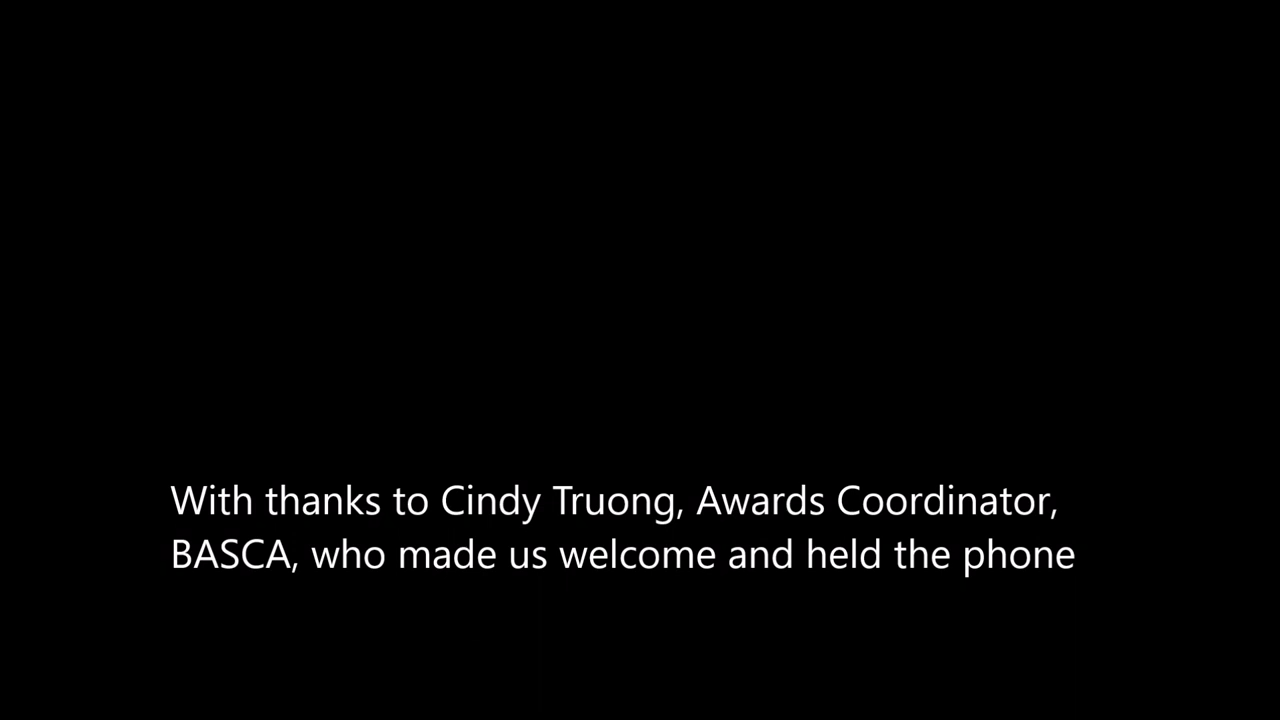 With thanks to Cindy Truong, Awards Coordinator,
BASCA, who made us welcome and held the phone